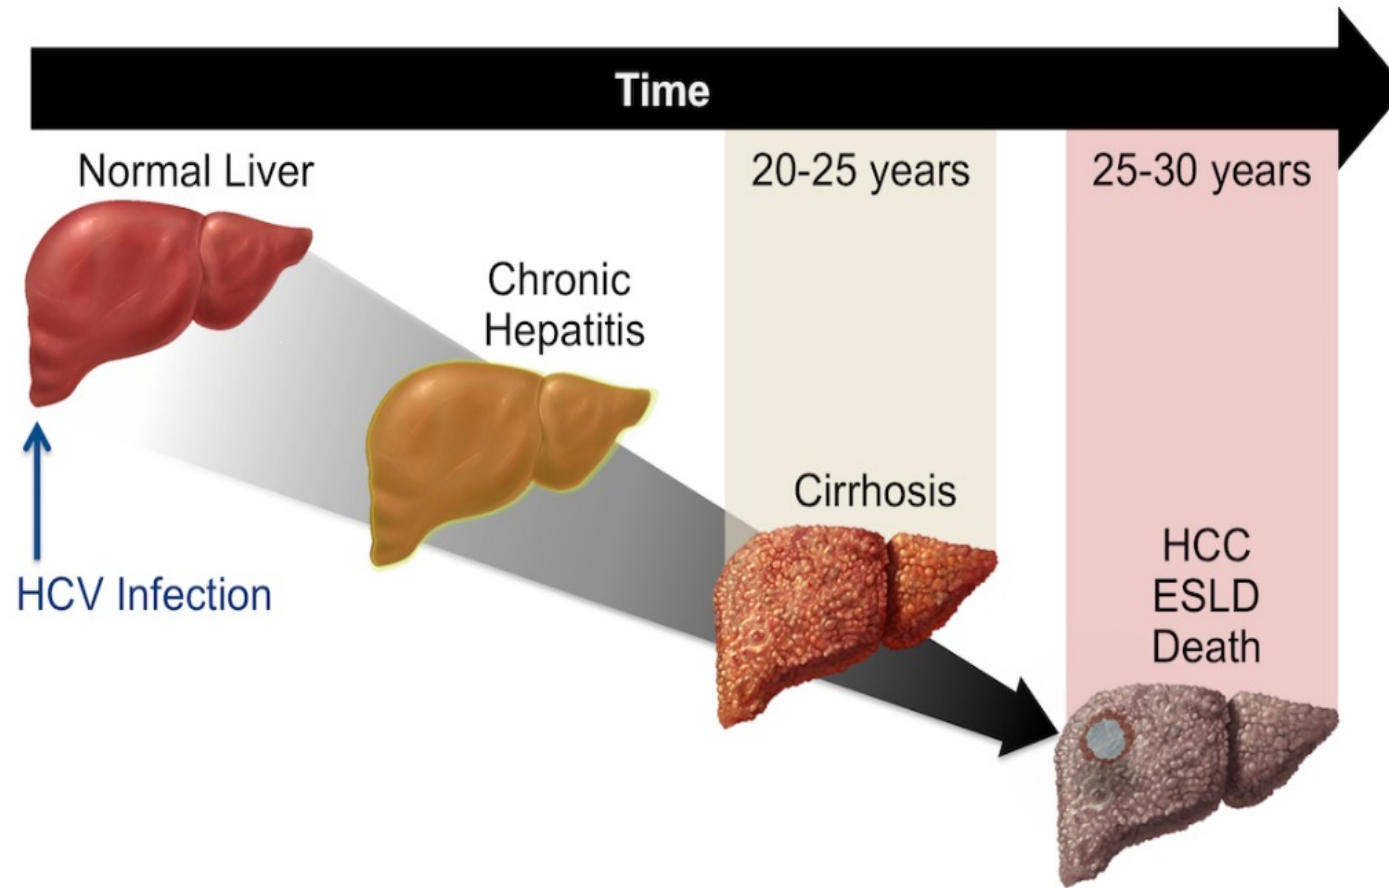 Time
Normal Liver
20-25 years
25-30 years
Chronic
Hepatitis
Cirrhosis
HCC
ESLD
Death
HCV Infection